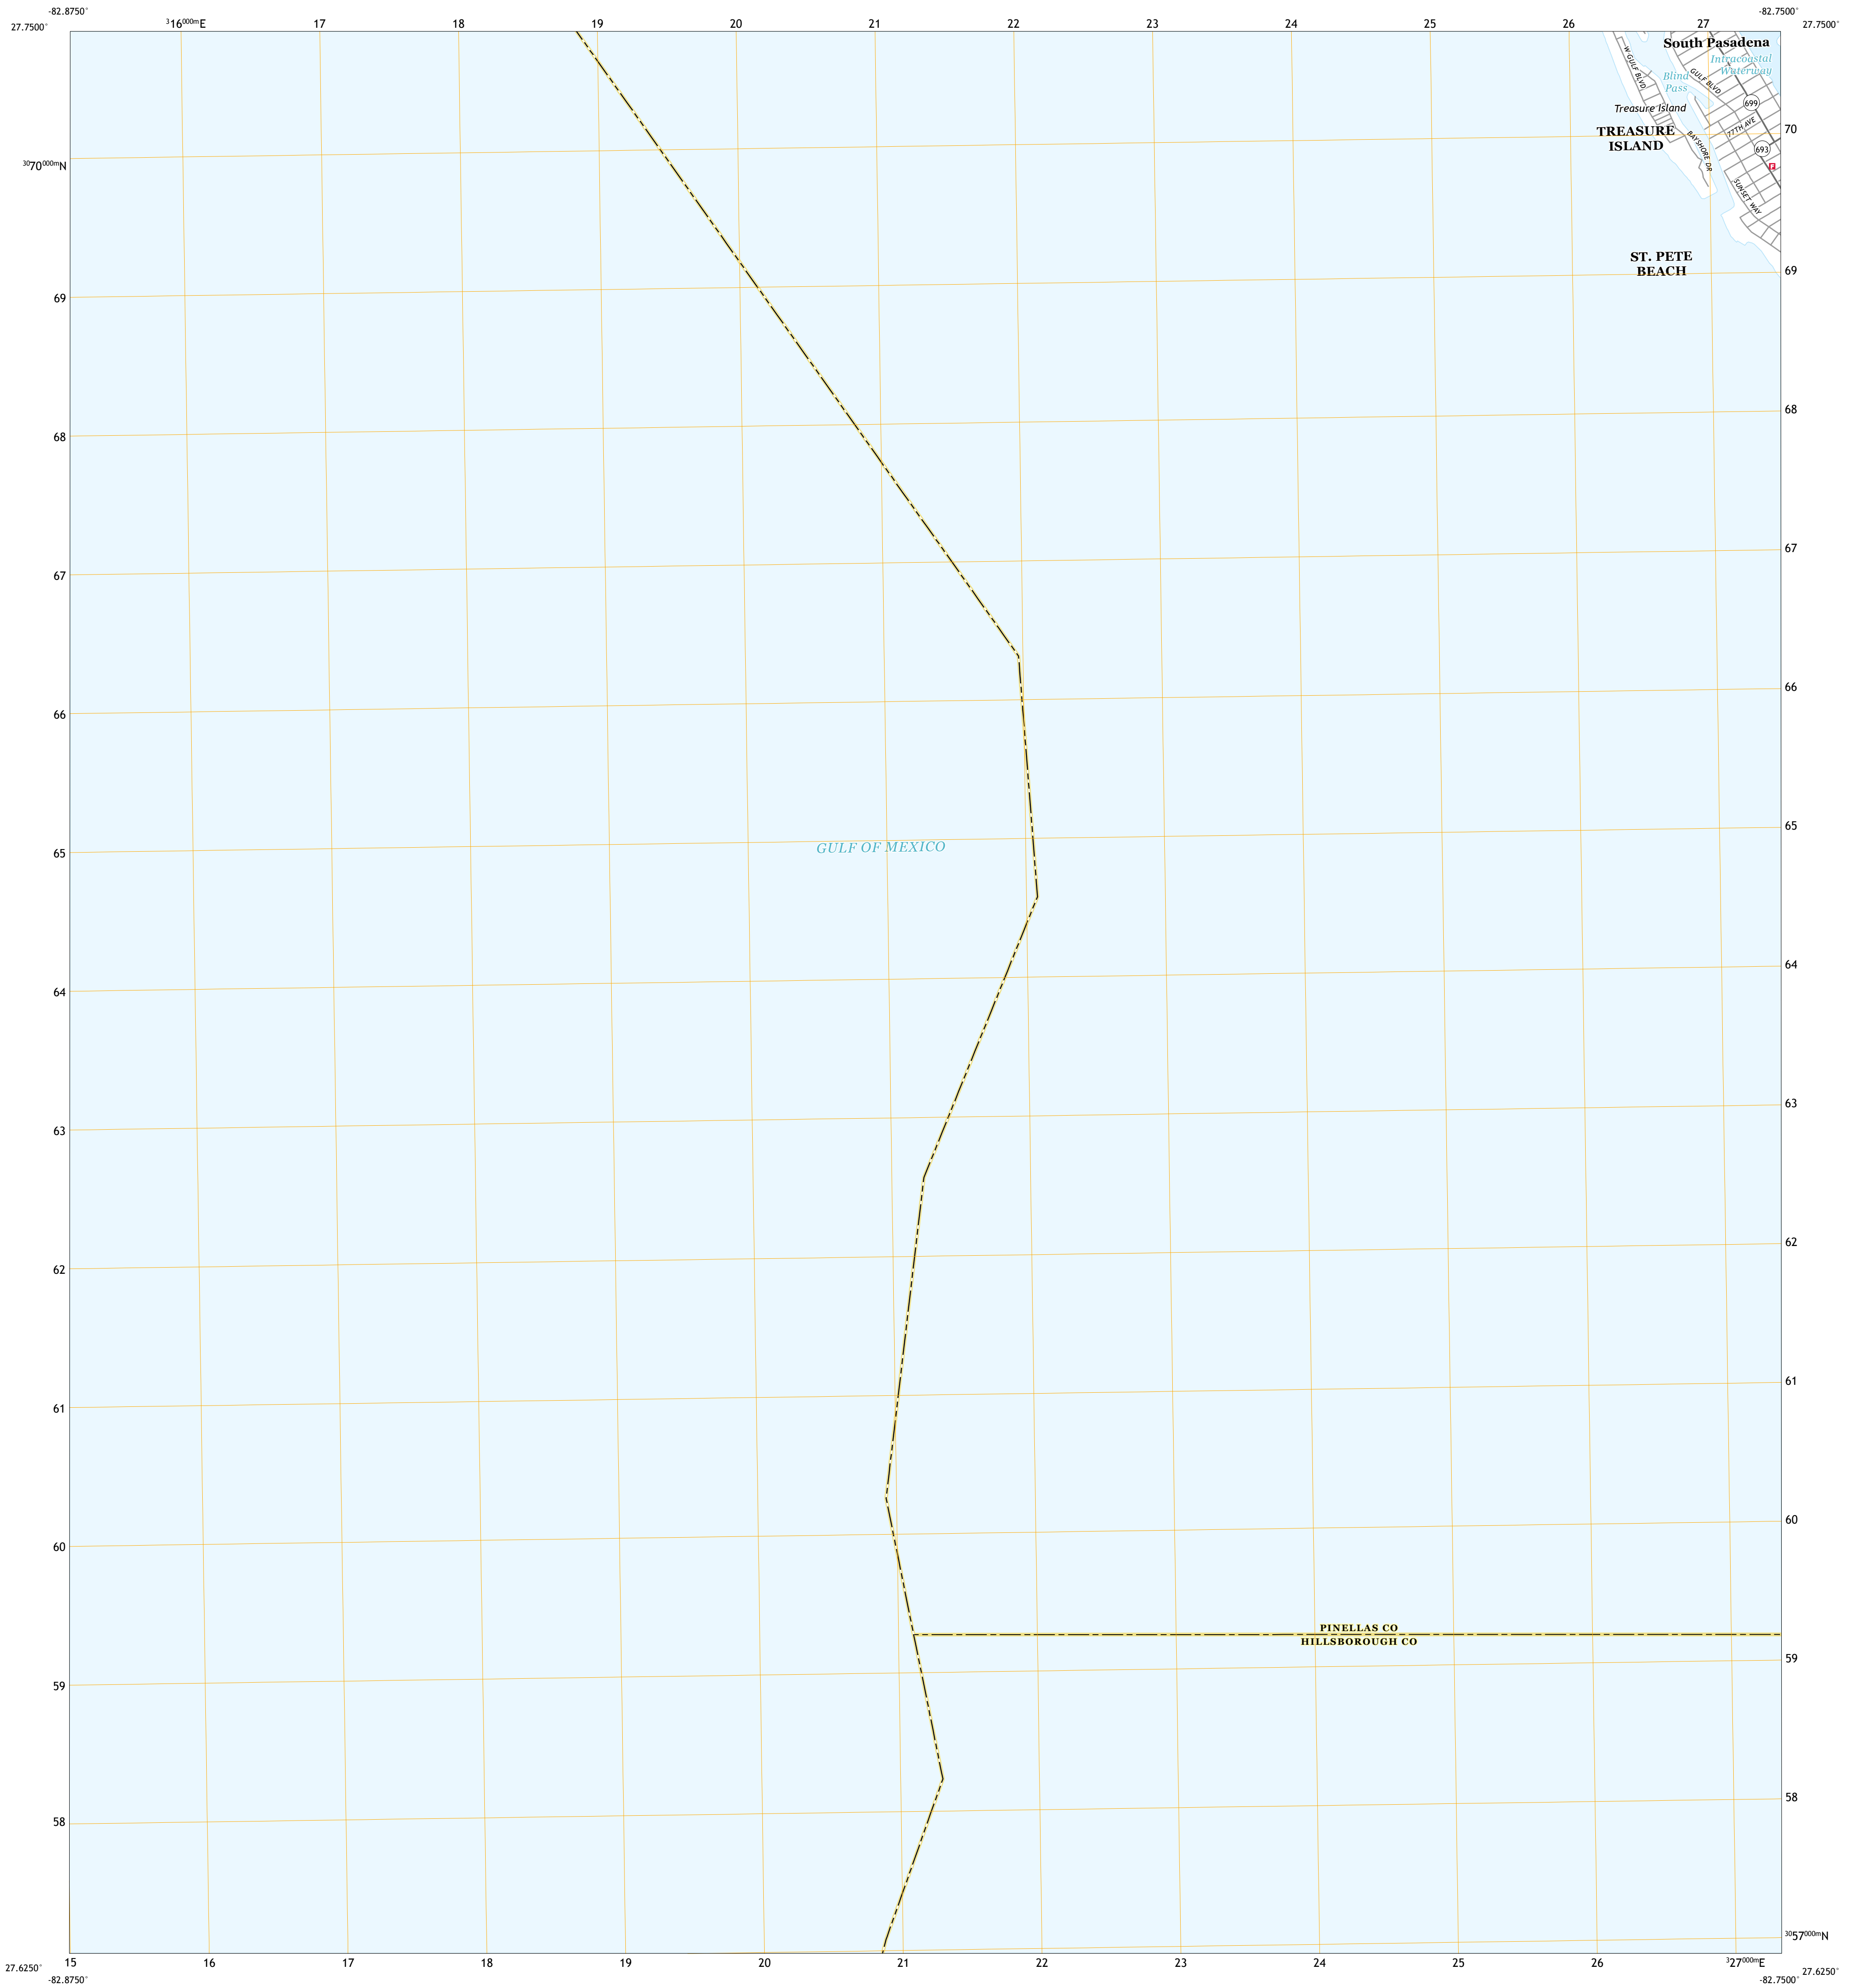 -82.8750°
-82.7500°
27.7500°
316000mE
17
18
19
20
21
22
23
24
25
26
27
27.7500°
South Pasadena
Intracoastal
Waterway
W GULF BLVD
GULF BLVD
Blind
Pass
699
Treasure Island
TREASURE
ISLAND
77TH AVE
70
BAYSHORE DR
693
F
3070000mN
SUNSET WAY
ST. PETE
BEACH
69
69
68
68
67
67
66
66
65
65
GULF OF MEXICO
64
64
63
63
62
62
61
61
60
60
PINELLAS CO
HILLSBOROUGH CO
59
59
58
58
3057000mN
15
16
17
18
19
20
21
22
23
24
25
26
327000mE
27.6250°
27.6250°
-82.8750°
-82.7500°